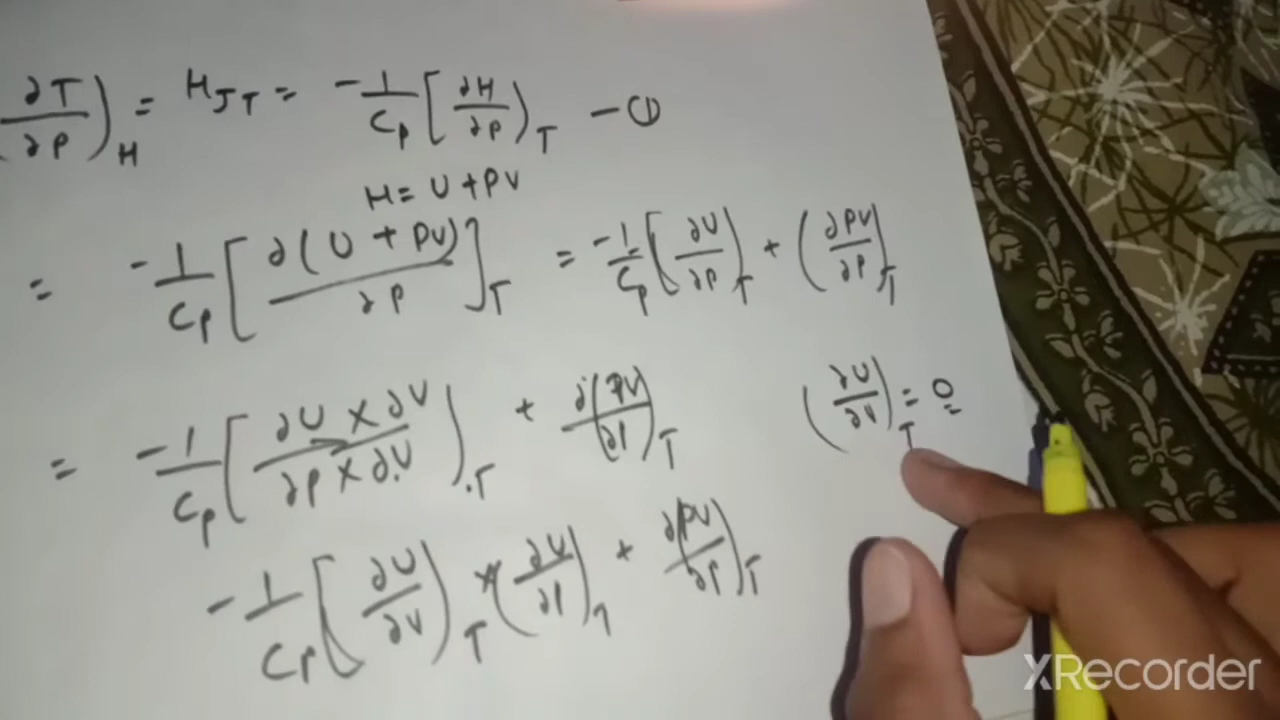 (∂T/∂P)_H = μ_JT = -1/C_P [∂H/∂P)_T — ①
H = U + PV
= -1/C_P [∂(U + PV)/∂P]_T = -1/C_P [∂U/∂P)_T + (∂PV/∂P)_T
= -1/C_P [∂U × ∂V/∂P × ∂V)_T + ∂(PV)/∂P)_T (∂U/∂V)_T = 0
-1/C_P [∂U/∂V)_T × (∂V/∂P)_T + ∂(PV)/∂P)_T
XRecorder